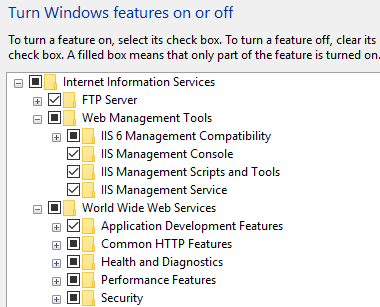 Turn Windows features on or off
To turn a feature on, select its check box. To turn a feature off, clear its
check box. A filled box means that only part of the feature is turned on.
Internet Information Services
FTP Server
Web Management Tools
IIS 6 Management Compatibility
IIS Management Console
IIS Management Scripts and Tools
IIS Management Service
World Wide Web Services
Application Development Features
Common HTTP Features
Health and Diagnostics
Performance Features
Security